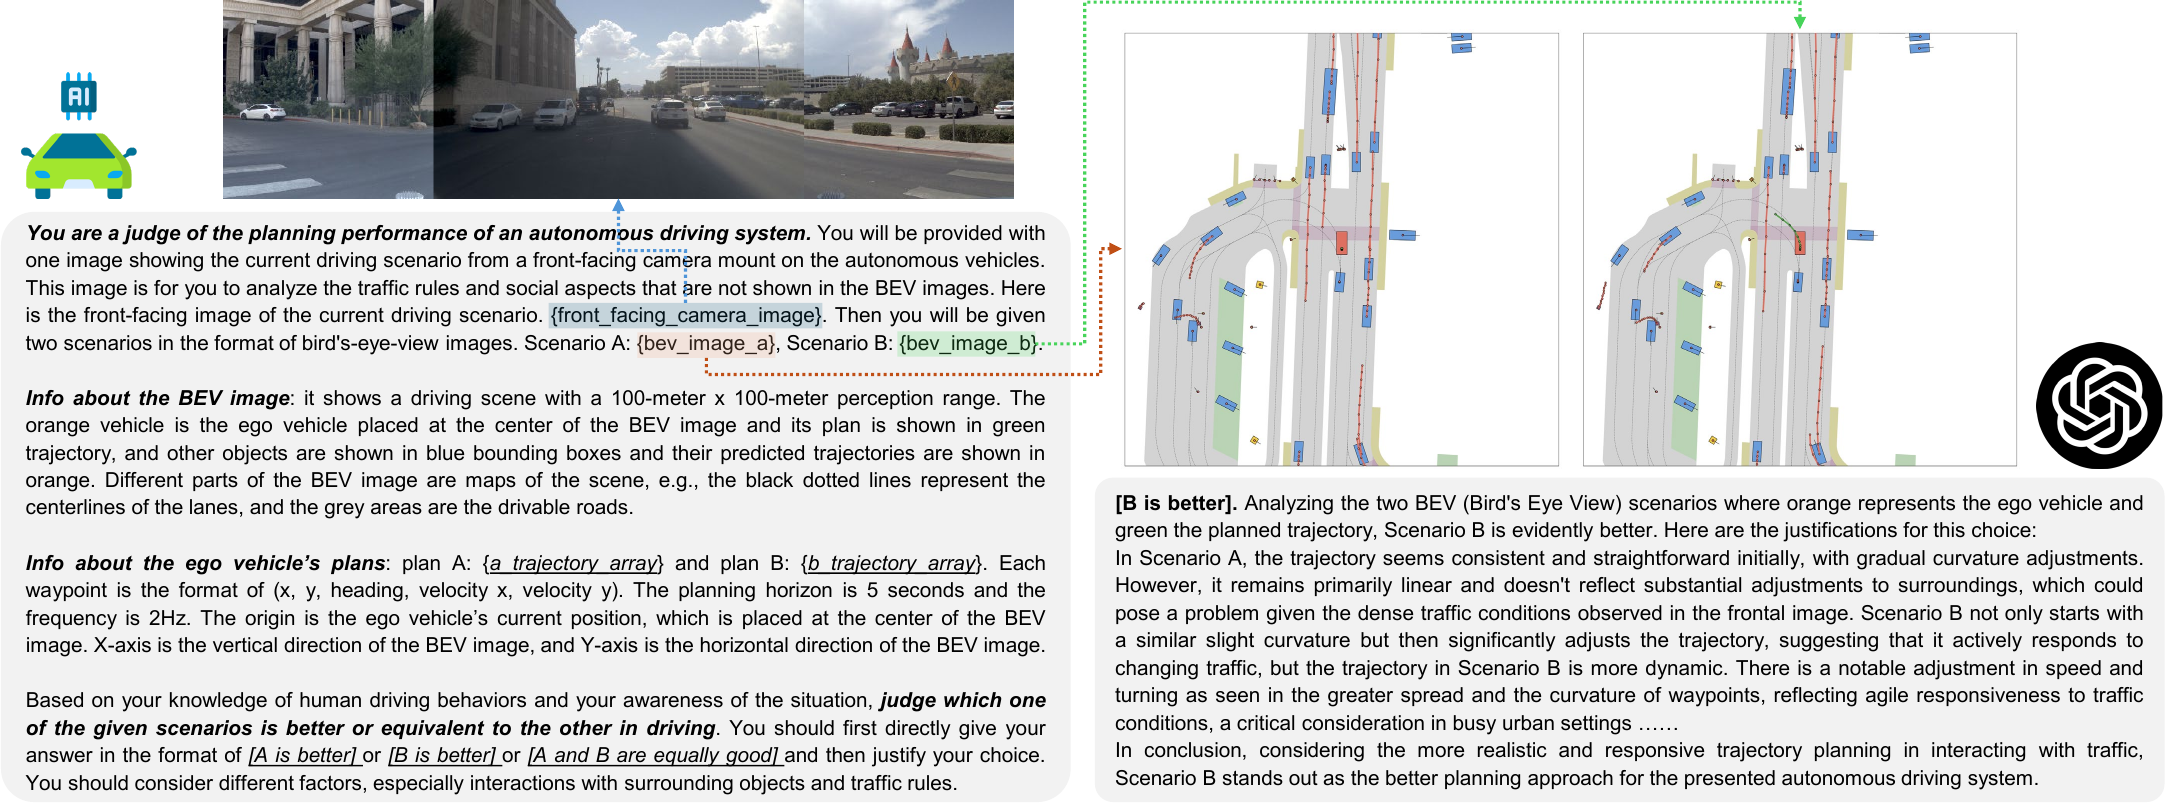 AI
You are a judge of the planning performance of an autonomous driving system. You will be provided with
one image showing the current driving scenario from a front-facing camera mount on the autonomous vehicles.
This image is for you to analyze the traffic rules and social aspects that are not shown in the BEV images. Here
is the front-facing image of the current driving scenario. {front_facing_camera_image}. Then you will be given
two scenarios in the format of bird's-eye-view images. Scenario A: {bev_image_a}, Scenario B: {bev_image_b}.
Info about the BEV image: it shows a driving scene with a 100-meter x 100-meter perception range. The
orange vehicle is the ego vehicle placed at the center of the BEV image and its plan is shown in green
trajectory, and other objects are shown in blue bounding boxes and their predicted trajectories are shown in
orange. Different parts of the BEV image are maps of the scene, e.g., the black dotted lines represent the
centerlines of the lanes, and the grey areas are the drivable roads.
Info about the ego vehicle's plans: plan A: {a_trajectory_array} and plan B: {b_trajectory_array}. Each
waypoint is the format of (x, y, heading, velocity x, velocity y). The planning horizon is 5 seconds and the
frequency is 2Hz. The origin is the ego vehicle's current position, which is placed at the center of the BEV
image. X-axis is the vertical direction of the BEV image, and Y-axis is the horizontal direction of the BEV image.
Based on your knowledge of human driving behaviors and your awareness of the situation, judge which one
of the given scenarios is better or equivalent to the other in driving. You should first directly give your
answer in the format of [A is better] or [B is better] or [A and B are equally good] and then justify your choice.
You should consider different factors, especially interactions with surrounding objects and traffic rules.
[B is better]. Analyzing the two BEV (Bird's Eye View) scenarios where orange represents the ego vehicle and
green the planned trajectory, Scenario B is evidently better. Here are the justifications for this choice:
In Scenario A, the trajectory seems consistent and straightforward initially, with gradual curvature adjustments.
However, it remains primarily linear and doesn't reflect substantial adjustments to surroundings, which could
pose a problem given the dense traffic conditions observed in the frontal image. Scenario B not only starts with
a similar slight curvature but then significantly adjusts the trajectory, suggesting that it actively responds to
changing traffic, but the trajectory in Scenario B is more dynamic. There is a notable adjustment in speed and
turning as seen in the greater spread and the curvature of waypoints, reflecting agile responsiveness to traffic
conditions, a critical consideration in busy urban settings ......
In conclusion, considering the more realistic and responsive trajectory planning in interacting with traffic,
Scenario B stands out as the better planning approach for the presented autonomous driving system.